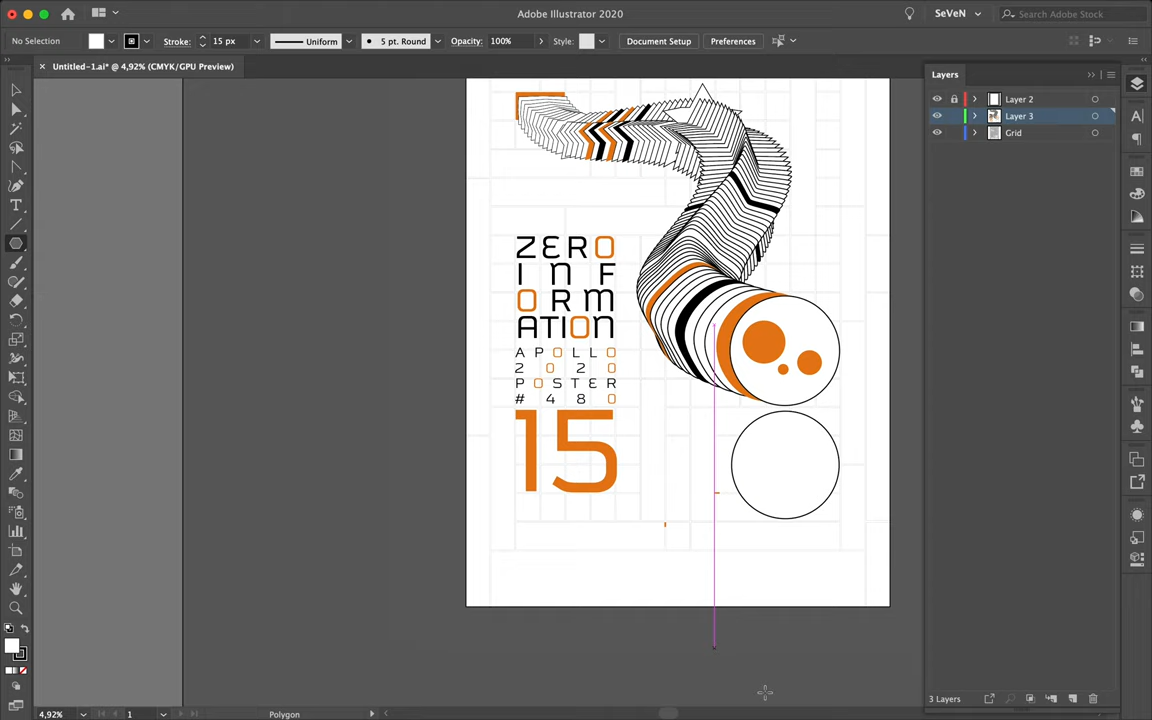 Adobe Illustrator 2020
SeVeN
Search Adobe Stock
No Selection
Stroke:
15 px
Uniform
5 pt. Round
Opacity:
100%
Style:
Document Setup
Preferences
Untitled-1.ai* @ 4,92% (CMYK/GPU Preview)
Layers
Layer 2
Layer 3
Grid
ZERO
INF
ORM
ATION
APOLLO
2020
POSTER
#480
15
4,92%
1
Polygon
3 Layers